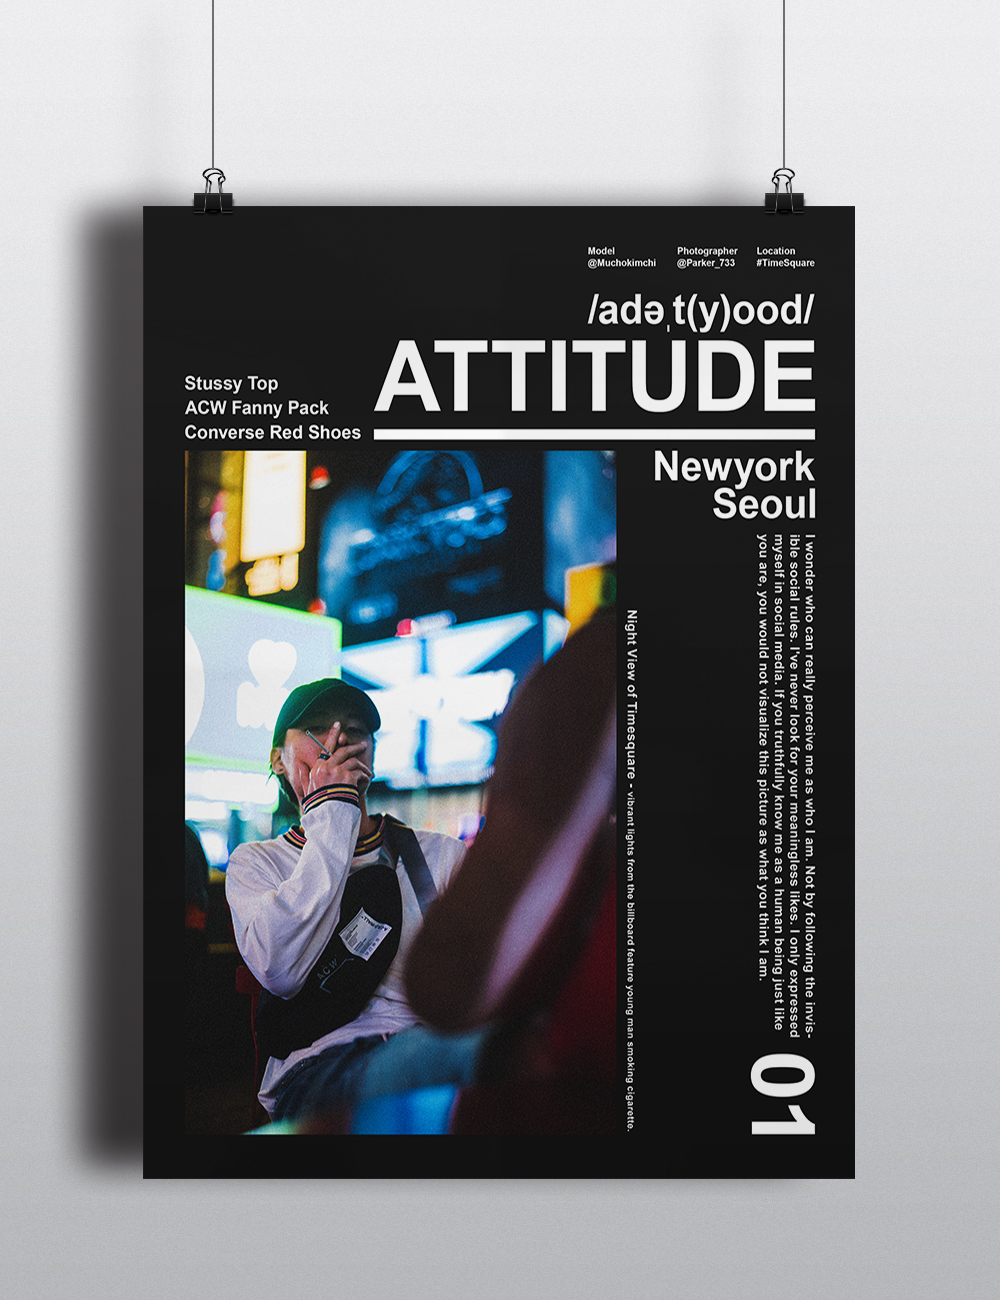 Model
@Muchokimchi
Photographer
@Parker_733
Location
#TimeSquare
/adəˌt(y)ood/
ATTITUDE
Stussy Top
ACW Fanny Pack
Converse Red Shoes
Newyork
Seoul
I wonder who can really perceive me as who I am. Not by following the invis-
ible social rules. I've never look for your meaningless likes. I only expressed
myself in social media. If you truthfully know me as a human being just like
you are, you would not visualize this picture as what you think I am.
Night View of Timesquare - vibrant lights from the billboard feature young man smoking cigarette.
ACW
01